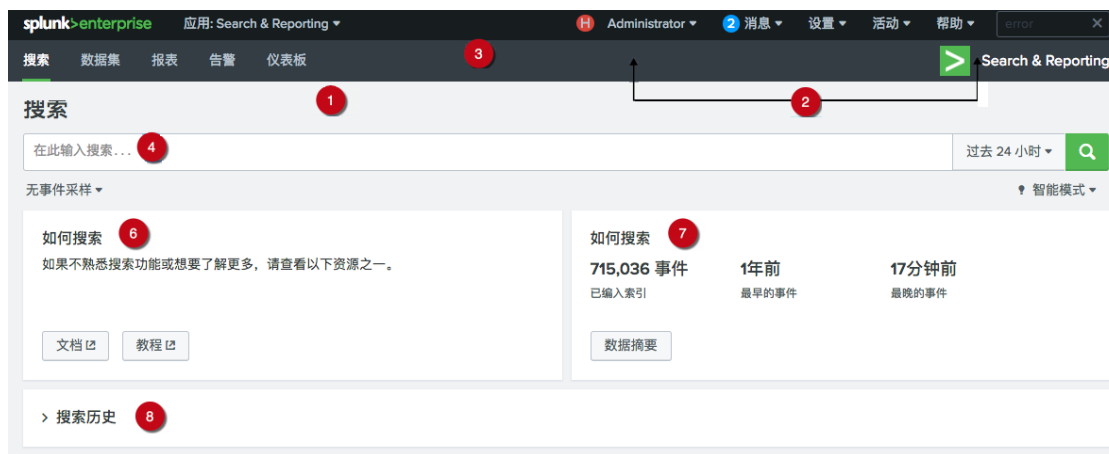 splunk>enterprise 应用: Search & Reporting ▾ H Administrator ▾ 2 消息 ▾ 设置 ▾ 活动 ▾ 帮助 ▾ error ×
搜索 数据集 报表 告警 仪表板 3 > Search & Reporting
搜索 1 2
在此输入搜索... 4 过去 24 小时 ▾
无事件采样 ▾ 智能模式 ▾
如何搜索 6
如果不熟悉搜索功能或想要了解更多，请查看以下资源之一。
文档 教程
如何搜索 7
715,036 事件 1年前 17分钟前
已编入索引 最早的事件 最晚的事件
数据摘要
> 搜索历史 8